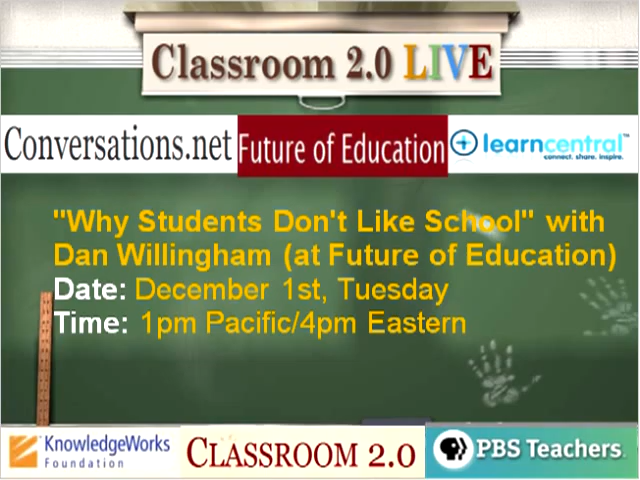 Classroom 2.0 LIVE
Conversations.net
Future of Education
learncentral™
connect. share. inspire.
"Why Students Don't Like School" with
Dan Willingham (at Future of Education)
Date: December 1st, Tuesday
Time: 1pm Pacific/4pm Eastern
KnowledgeWorks
Foundation
CLASSROOM 2.0
PBS Teachers.